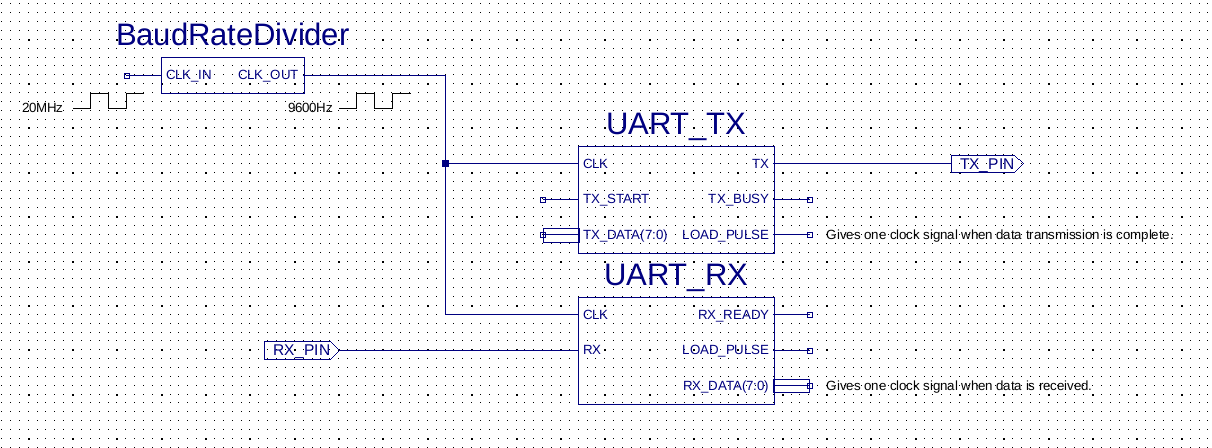 BaudRateDivider
CLK_IN CLK_OUT
20MHz 9600Hz
UART_TX
CLK TX TX_PIN
TX_START TX_BUSY
TX_DATA(7:0) LOAD_PULSE Gives one clock signal when data transmission is complete.
UART_RX
CLK RX_READY
RX_PIN RX LOAD_PULSE
RX_DATA(7:0) Gives one clock signal when data is received.